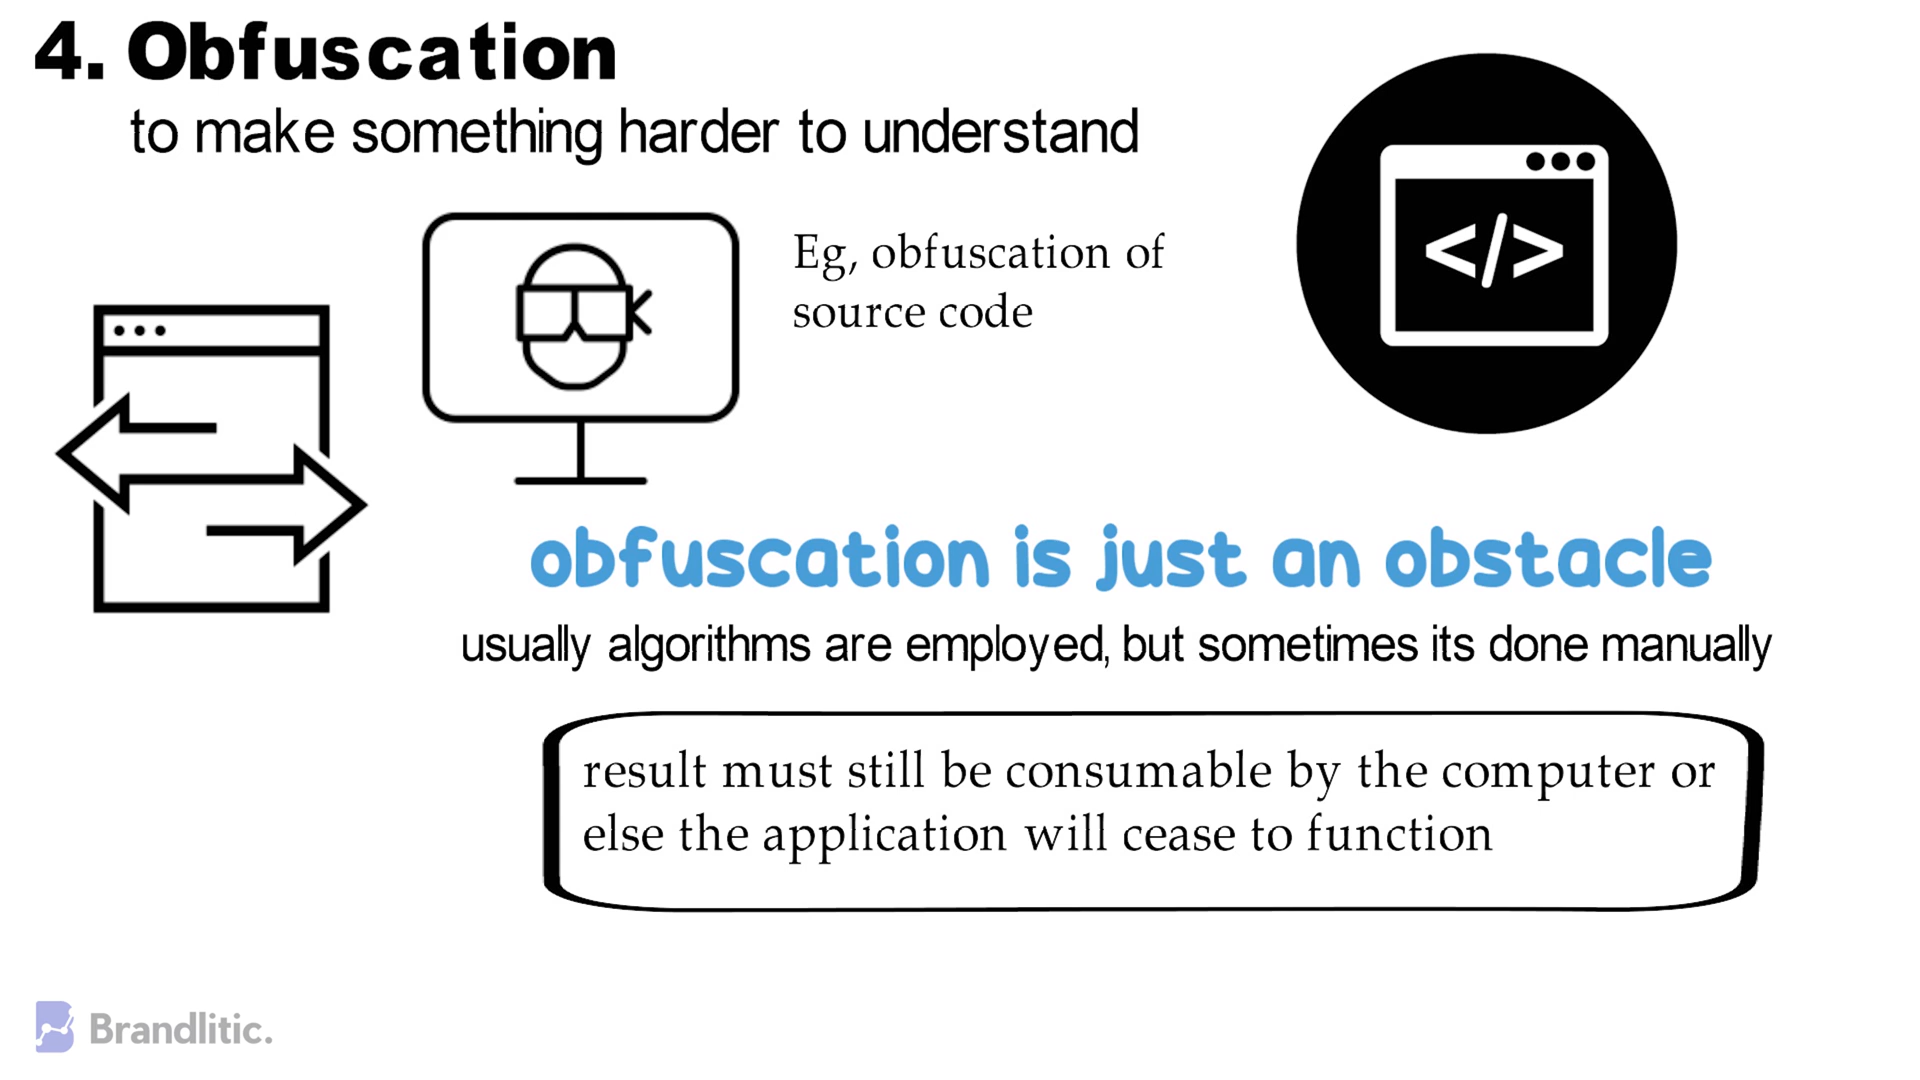 4. Obfuscation
to make something harder to understand
Eg, obfuscation of
source code
</>
obfuscation is just an obstacle
usually algorithms are employed, but sometimes its done manually
result must still be consumable by the computer or
else the application will cease to function
Brandlitic.